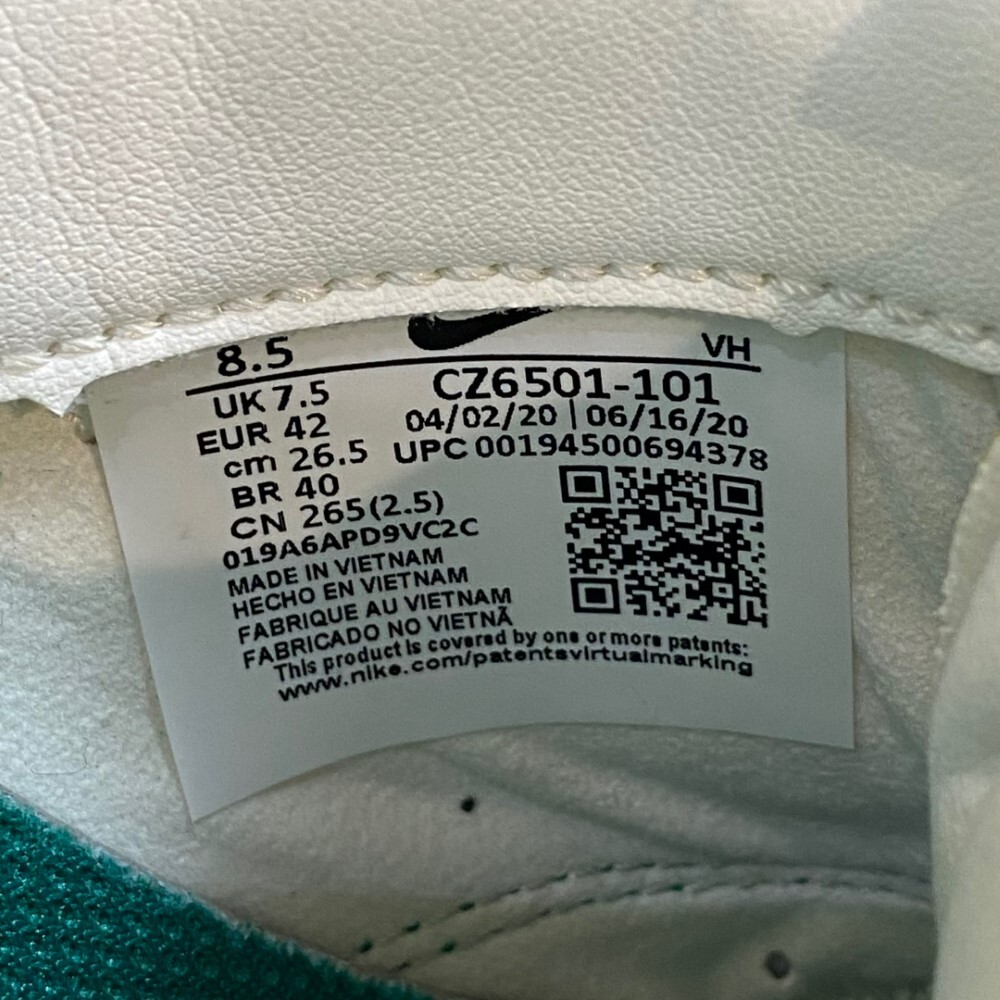 8.5 VH
UK 7.5 CZ6501-101
EUR 42 04/02/20 | 06/16/20
cm 26.5 UPC 00194500694378
BR 40
CN 265(2.5)
019A6APD9VC2C
MADE IN VIETNAM
HECHO EN VIETNAM
FABRIQUE AU VIETNAM
FABRICADO NO VIETNÃ
This product is covered by one or more patents:
www.nike.com/patentsvirtualmarking